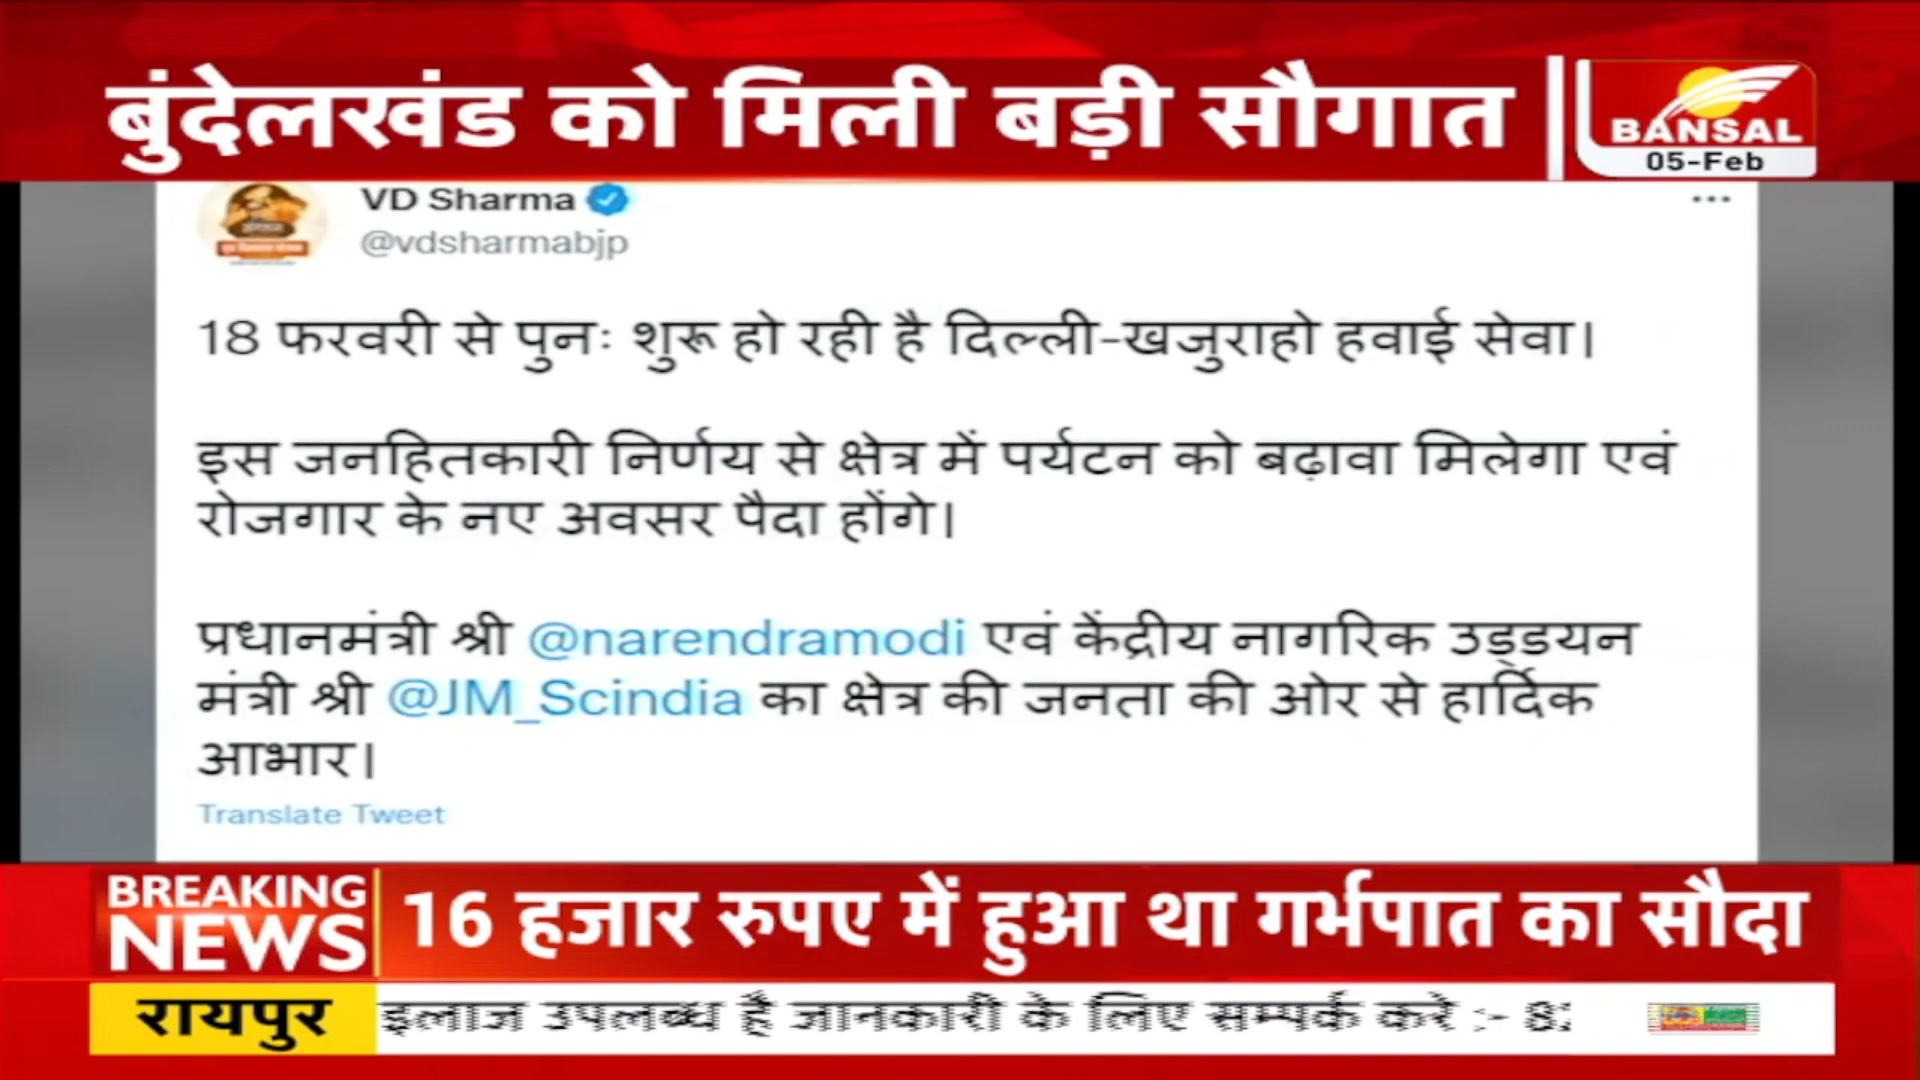 बुंदेलखंड को मिली बड़ी सौगात
BANSAL
05-Feb
VD Sharma
@vdsharmabjp
18 फरवरी से पुनः शुरू हो रही है दिल्ली-खजुराहो हवाई सेवा।
इस जनहितकारी निर्णय से क्षेत्र में पर्यटन को बढ़ावा मिलेगा एवं
रोजगार के नए अवसर पैदा होंगे।
प्रधानमंत्री श्री @narendramodi एवं केंद्रीय नागरिक उड्डयन
मंत्री श्री @JM_Scindia का क्षेत्र की जनता की ओर से हार्दिक
आभार।
Translate Tweet
BREAKING
NEWS
16 हजार रुपए में हुआ था गर्भपात का सौदा
रायपुर
इलाज उपलब्ध है जानकारी के लिए सम्पर्क करे :-